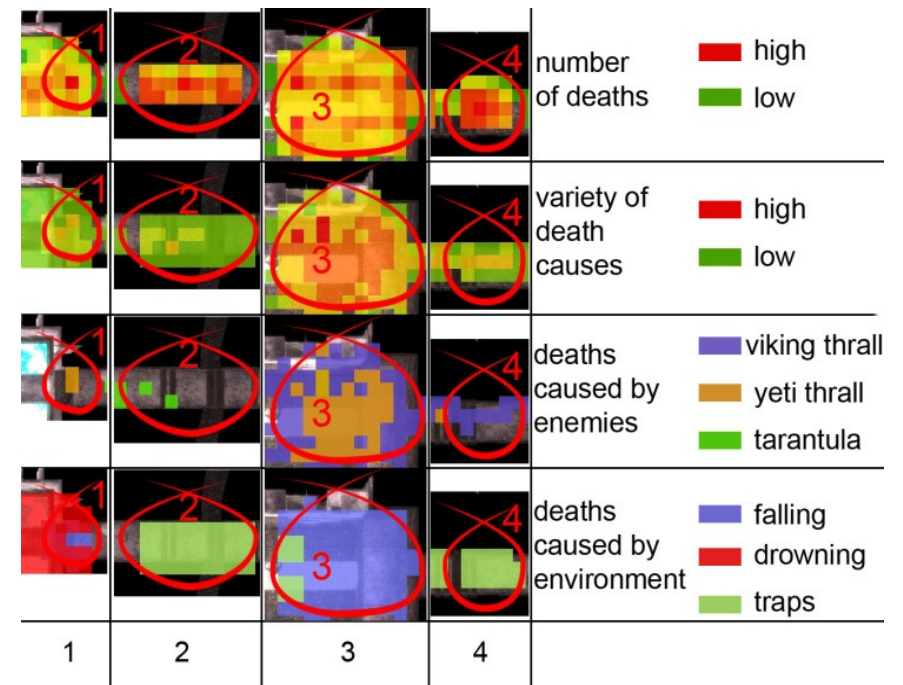 1
2
3
4
number
of deaths
high
low
1
2
3
4
variety of
death
causes
high
low
1
2
3
4
deaths
caused by
enemies
viking thrall
yeti thrall
tarantula
1
2
3
4
deaths
caused by
environment
falling
drowning
traps
1
2
3
4